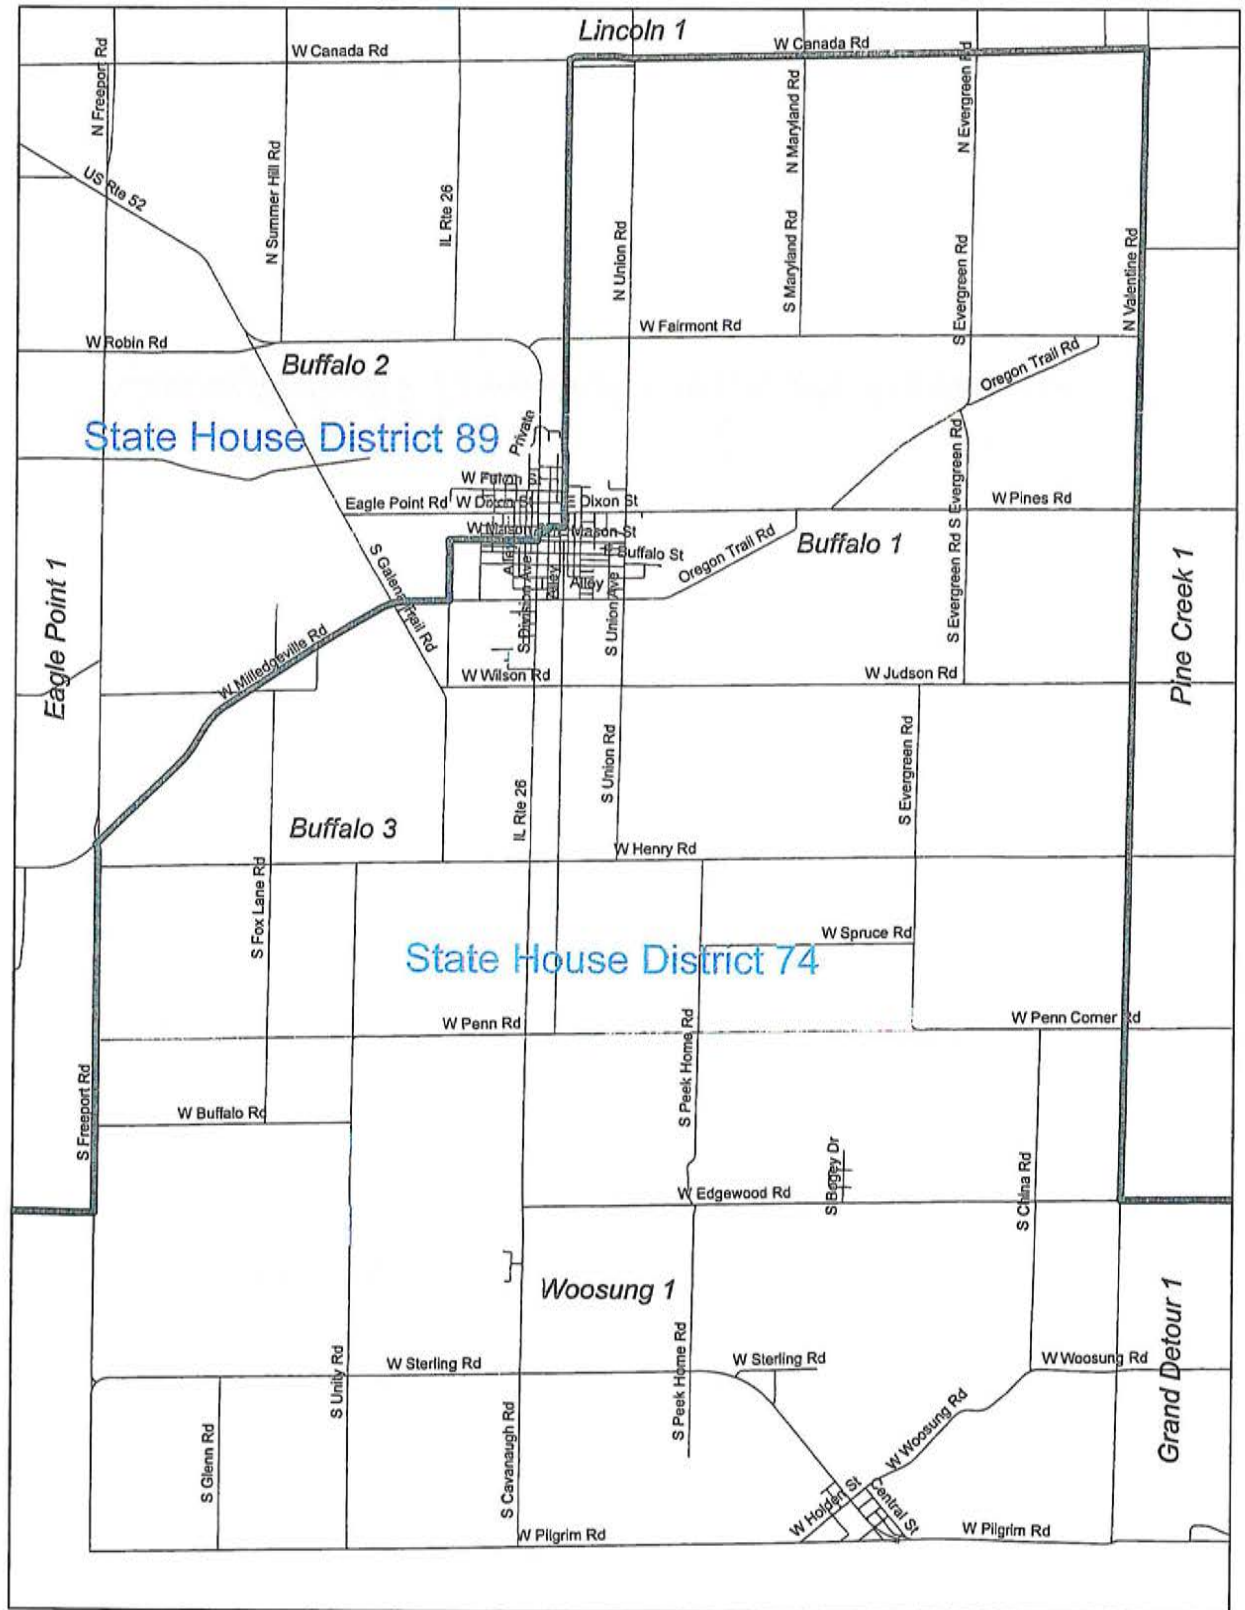 Lincoln 1
W Canada Rd
W Canada Rd
N Freeport Rd
N Summer Hill Rd
IL Rte 26
N Union Rd
N Maryland Rd
S Maryland Rd
N Evergreen Rd
S Evergreen Rd
N Valentine Rd
US Rte 52
W Robin Rd
W Fairmont Rd
Buffalo 2
Oregon Trail Rd
State House District 89
Private
W Fulton St
Eagle Point Rd
W Dixon St
Dixon St
W Pines Rd
S Evergreen Rd
W Mason
Mason St
Buffalo St
Buffalo 1
Oregon Trail Rd
Alley
Alley
Alley
S Galena Trail Rd
S Division Ave
S Union Ave
S Evergreen Rd
Eagle Point 1
Pine Creek 1
W Milledgeville Rd
W Wilson Rd
W Judson Rd
S Union Rd
S Evergreen Rd
IL Rte 26
Buffalo 3
W Henry Rd
S Fox Lane Rd
W Spruce Rd
State House District 74
W Penn Rd
W Penn Corner Rd
S Peek Home Rd
S Freeport Rd
W Buffalo Rd
S Bogey Dr
W Edgewood Rd
S China Rd
Woosung 1
Grand Detour 1
S Unity Rd
W Sterling Rd
S Peek Home Rd
W Sterling Rd
W Woosung Rd
S Glenn Rd
S Cavanaugh Rd
W Woosung Rd
W Holden St
Central St
W Pilgrim Rd
W Pilgrim Rd